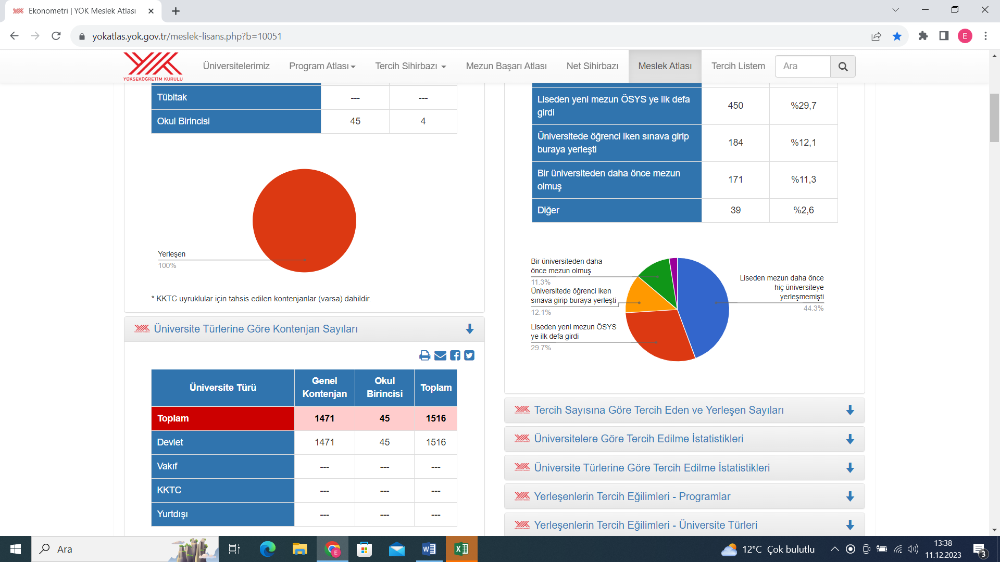 Ekonometri | YÖK Meslek Atlası
yokatlas.yok.gov.tr/meslek-lisans.php?b=10051
E
YÜKSEKÖĞRETİM KURULU
Üniversitelerimiz
Program Atlası
Tercih Sihirbazı
Mezun Başarı Atlası
Net Sihirbazı
Meslek Atlası
Tercih Listem
Ara
Tübitak --- ---
Okul Birincisi 45 4
Yerleşen
100%
* KKTC uyruklular için tahsis edilen kontenjanlar (varsa) dahildir.
Üniversite Türlerine Göre Kontenjan Sayıları
Üniversite Türü
Genel
Kontenjan
Okul
Birincisi
Toplam
Toplam 1471 45 1516
Devlet 1471 45 1516
Vakıf --- --- ---
KKTC --- --- ---
Yurtdışı --- --- ---
Liseden yeni mezun ÖSYS ye ilk defa
girdi
450 %29,7
Üniversitede öğrenci iken sınava girip
buraya yerleşti
184 %12,1
Bir üniversiteden daha önce mezun
olmuş
171 %11,3
Diğer 39 %2,6
Bir üniversiteden daha
önce mezun olmuş
11.3%
Üniversitede öğrenci iken
sınava girip buraya yerleşti
12.1%
Liseden yeni mezun ÖSYS
ye ilk defa girdi
29.7%
Liseden mezun daha önce
hiç üniversiteye
yerleşmemişti
44.3%
Tercih Sayısına Göre Tercih Eden ve Yerleşen Sayıları
Üniversitelere Göre Tercih Edilme İstatistikleri
Üniversite Türlerine Göre Tercih Edilme İstatistikleri
Yerleşenlerin Tercih Eğilimleri - Programlar
Yerleşenlerin Tercih Eğilimleri - Üniversite Türleri
Ara
12°C Çok bulutlu
13:38
11.12.2023
3